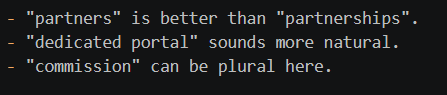 - "partners" is better than "partnerships".
- "dedicated portal" sounds more natural.
- "commission" can be plural here.